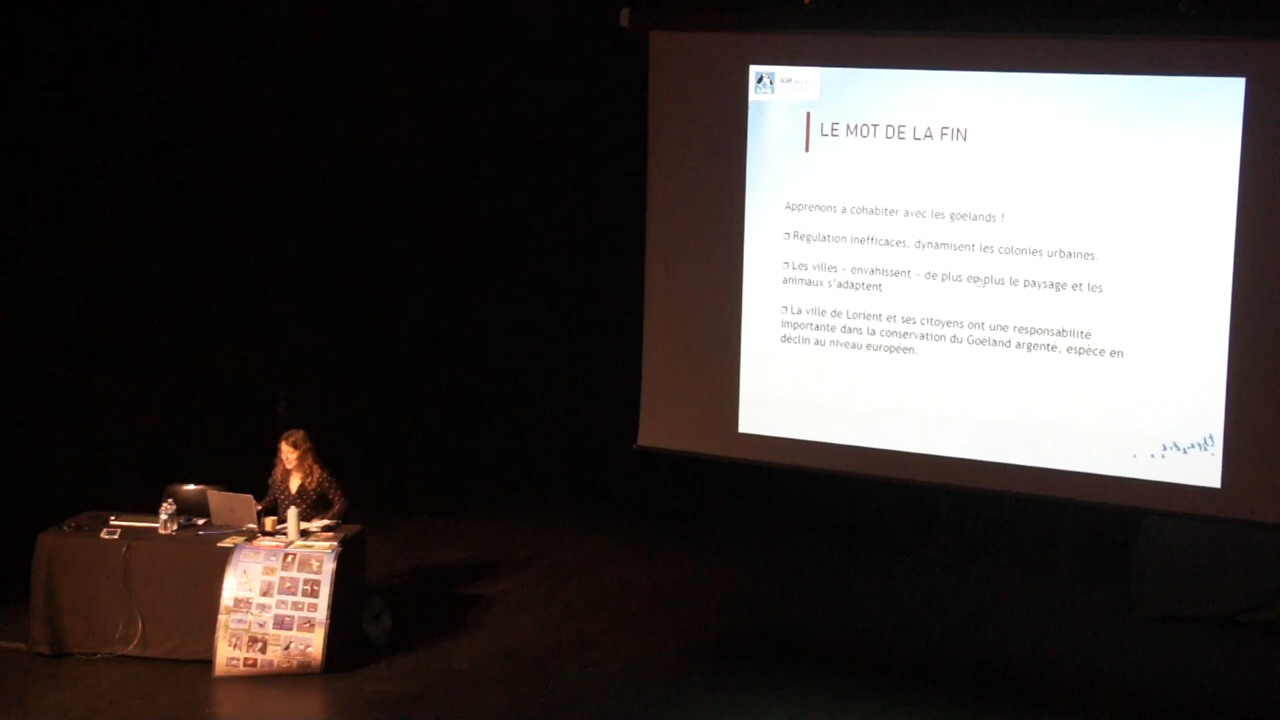 LE MOT DE LA FIN
Apprenons à cohabiter avec les goélands !
❒ Régulation inefficaces, dynamisent les colonies urbaines.
❒ Les villes - envahissent - de plus en plus le paysage et les
animaux s'adaptent
❒ La ville de Lorient et ses citoyens ont une responsabilité
importante dans la conservation du Goéland argenté, espèce en
déclin au niveau européen.